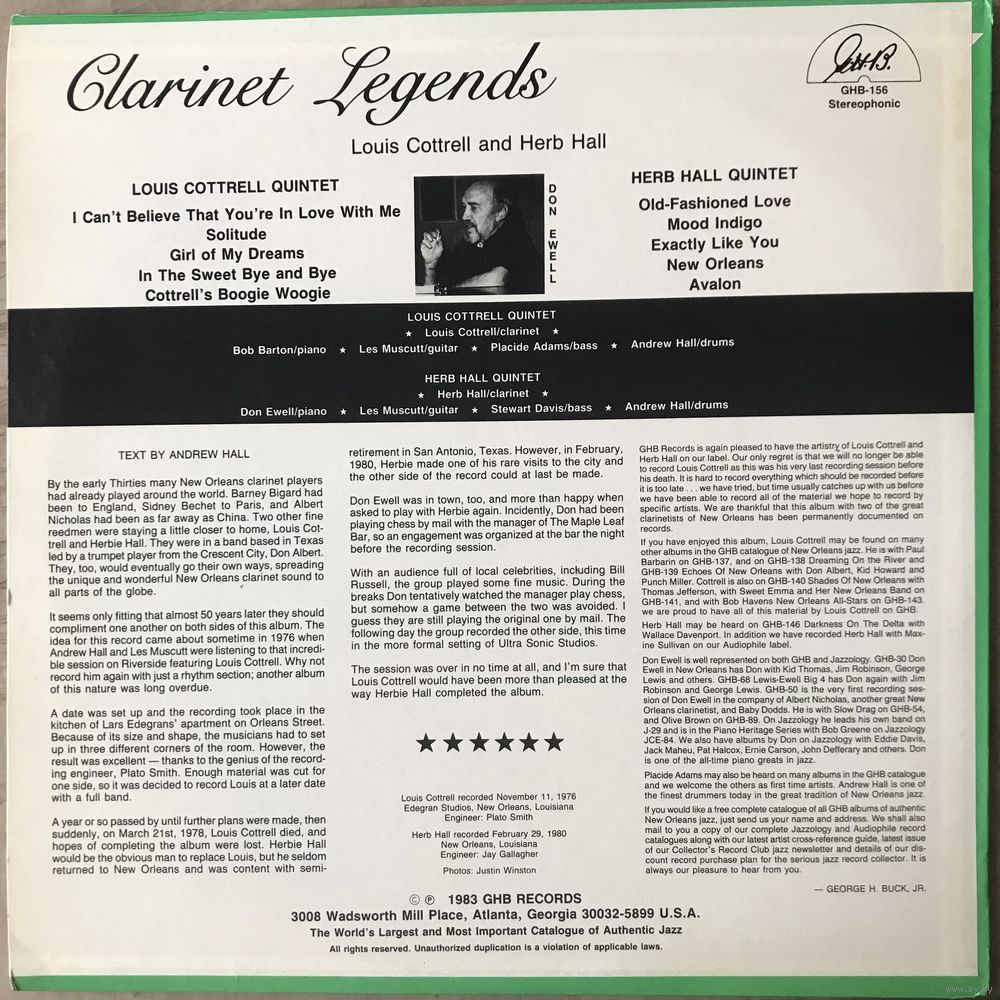 Clarinet Legends
G.H.B.
GHB-156
Stereophonic
Louis Cottrell and Herb Hall
LOUIS COTTRELL QUINTET
I Can't Believe That You're In Love With Me
Solitude
Girl of My Dreams
In The Sweet Bye and Bye
Cottrell's Boogie Woogie
DON EWELL
HERB HALL QUINTET
Old-Fashioned Love
Mood Indigo
Exactly Like You
New Orleans
Avalon
LOUIS COTTRELL QUINTET
★ Louis Cottrell/clarinet ★
Bob Barton/piano ★ Les Muscutt/guitar ★ Placide Adams/bass ★ Andrew Hall/drums
HERB HALL QUINTET
★ Herb Hall/clarinet ★
Don Ewell/piano ★ Les Muscutt/guitar ★ Stewart Davis/bass ★ Andrew Hall/drums
TEXT BY ANDREW HALL
By the early Thirties many New Orleans clarinet players
had already played around the world. Barney Bigard had
been to England, Sidney Bechet to Paris, and Albert
Nicholas had been as far away as China. Two other fine
reedmen were staying a little closer to home, Louis Cot-
trell and Herbie Hall. They were in a band based in Texas
led by a trumpet player from the Crescent City, Don Albert.
They, too, would eventually go their own ways, spreading
the unique and wonderful New Orleans clarinet sound to
all parts of the globe.
It seems only fitting that almost 50 years later they should
compliment one another on both sides of this album. The
idea for this record came about sometime in 1976 when
Andrew Hall and Les Muscutt were listening to that incredi-
ble session on Riverside featuring Louis Cottrell. Why not
record him again with just a rhythm section; another album
of this nature was long overdue.
A date was set up and the recording took place in the
kitchen of Lars Edegrans' apartment on Orleans Street.
Because of its size and shape, the musicians had to set
up in three different corners of the room. However, the
result was excellent — thanks to the genius of the record-
ing engineer, Plato Smith. Enough material was cut for
one side, so it was decided to record Louis at a later date
with a full band.
A year or so passed by until further plans were made, then
suddenly, on March 21st, 1978, Louis Cottrell died, and
hopes of completing the album were lost. Herbie Hall
would be the obvious man to replace Louis, but he seldom
returned to New Orleans and was content with semi-
retirement in San Antonio, Texas. However, in February,
1980, Herbie made one of his rare visits to the city and
the other side of the record could at last be made.
Don Ewell was in town, too, and more than happy when
asked to play with Herbie again. Incidently, Don had been
playing chess by mail with the manager of The Maple Leaf
Bar, so an engagement was organized at the bar the night
before the recording session.
With an audience full of local celebrities, including Bill
Russell, the group played some fine music. During the
breaks Don tentatively watched the manager play chess,
but somehow a game between the two was avoided. I
guess they are still playing the original one by mail. The
following day the group recorded the other side, this time
in the more formal setting of Ultra Sonic Studios.
The session was over in no time at all, and I'm sure that
Louis Cottrell would have been more than pleased at the
way Herbie Hall completed the album.
★★★★★★
Louis Cottrell recorded November 11, 1976
Edegran Studios, New Orleans, Louisiana
Engineer: Plato Smith
Herb Hall recorded February 29, 1980
New Orleans, Louisiana
Engineer: Jay Gallagher
Photos: Justin Winston
GHB Records is again pleased to have the artistry of Louis Cottrell and
Herb Hall on our label. Our only regret is that we will no longer be able
to record Louis Cottrell as this was his very last recording session before
his death. It is hard to record everything which should be recorded before
it is too late . . . we have tried, but time usually catches up with us before
we have been able to record all of the material we hope to record by
specific artists. We are thankful that this album with two of the great
clarinetists of New Orleans has been permanently documented on
records.
If you have enjoyed this album, Louis Cottrell may be found on many
other albums in the GHB catalogue of New Orleans jazz. He is with Paul
Barbarin on GHB-137, and on GHB-138 Dreaming On the River and
GHB-139 Echoes Of New Orleans with Don Albert, Kid Howard and
Punch Miller. Cottrell is also on GHB-140 Shades Of New Orleans with
Thomas Jefferson, with Sweet Emma and Her New Orleans Band on
GHB-141, and with Bob Havens New Orleans All-Stars on GHB-143.
we are proud to have all of this material by Louis Cottrell on GHB.
Herb Hall may be heard on GHB-146 Darkness On The Delta with
Wallace Davenport. In addition we have recorded Herb Hall with Max-
ine Sullivan on our Audiophile label.
Don Ewell is well represented on both GHB and Jazzology. GHB-30 Don
Ewell in New Orleans has Don with Kid Thomas, Jim Robinson, George
Lewis and others. GHB-68 Lewis-Ewell Big 4 has Don again with Jim
Robinson and George Lewis. GHB-50 is the very first recording ses-
sion of Don Ewell in the company of Albert Nicholas, another great New
Orleans clarinetist, and Baby Dodds. He is with Slow Drag on GHB-54,
and Olive Brown on GHB-89. On Jazzology he leads his own band on
J-29 and is in the Piano Heritage Series with Bob Greene on Jazzology
JCE-84. We also have albums by Don on Jazzology with Eddie Davis,
Jack Maheu, Pat Halcox, Ernie Carson, John Defferary and others. Don
is one of the all-time piano greats in jazz.
Placide Adams may also be heard on many albums in the GHB catalogue
and we welcome the others as first time artists. Andrew Hall is one of
the finest drummers today in the great tradition of New Orleans jazz.
If you would like a free complete catalogue of all GHB albums of authentic
New Orleans jazz, just send us your name and address. We shall also
mail to you a copy of our complete Jazzology and Audiophile record
catalogues along with our latest artist cross-reference guide, latest issue
of our Collector's Record Club jazz newsletter and details of our dis-
count record purchase plan for the serious jazz record collector. It is
always our pleasure to hear from you.
— GEORGE H. BUCK, JR.
© ℗ 1983 GHB RECORDS
3008 Wadsworth Mill Place, Atlanta, Georgia 30032-5899 U.S.A.
The World's Largest and Most Important Catalogue of Authentic Jazz
All rights reserved. Unauthorized duplication is a violation of applicable laws.
www.ay.by